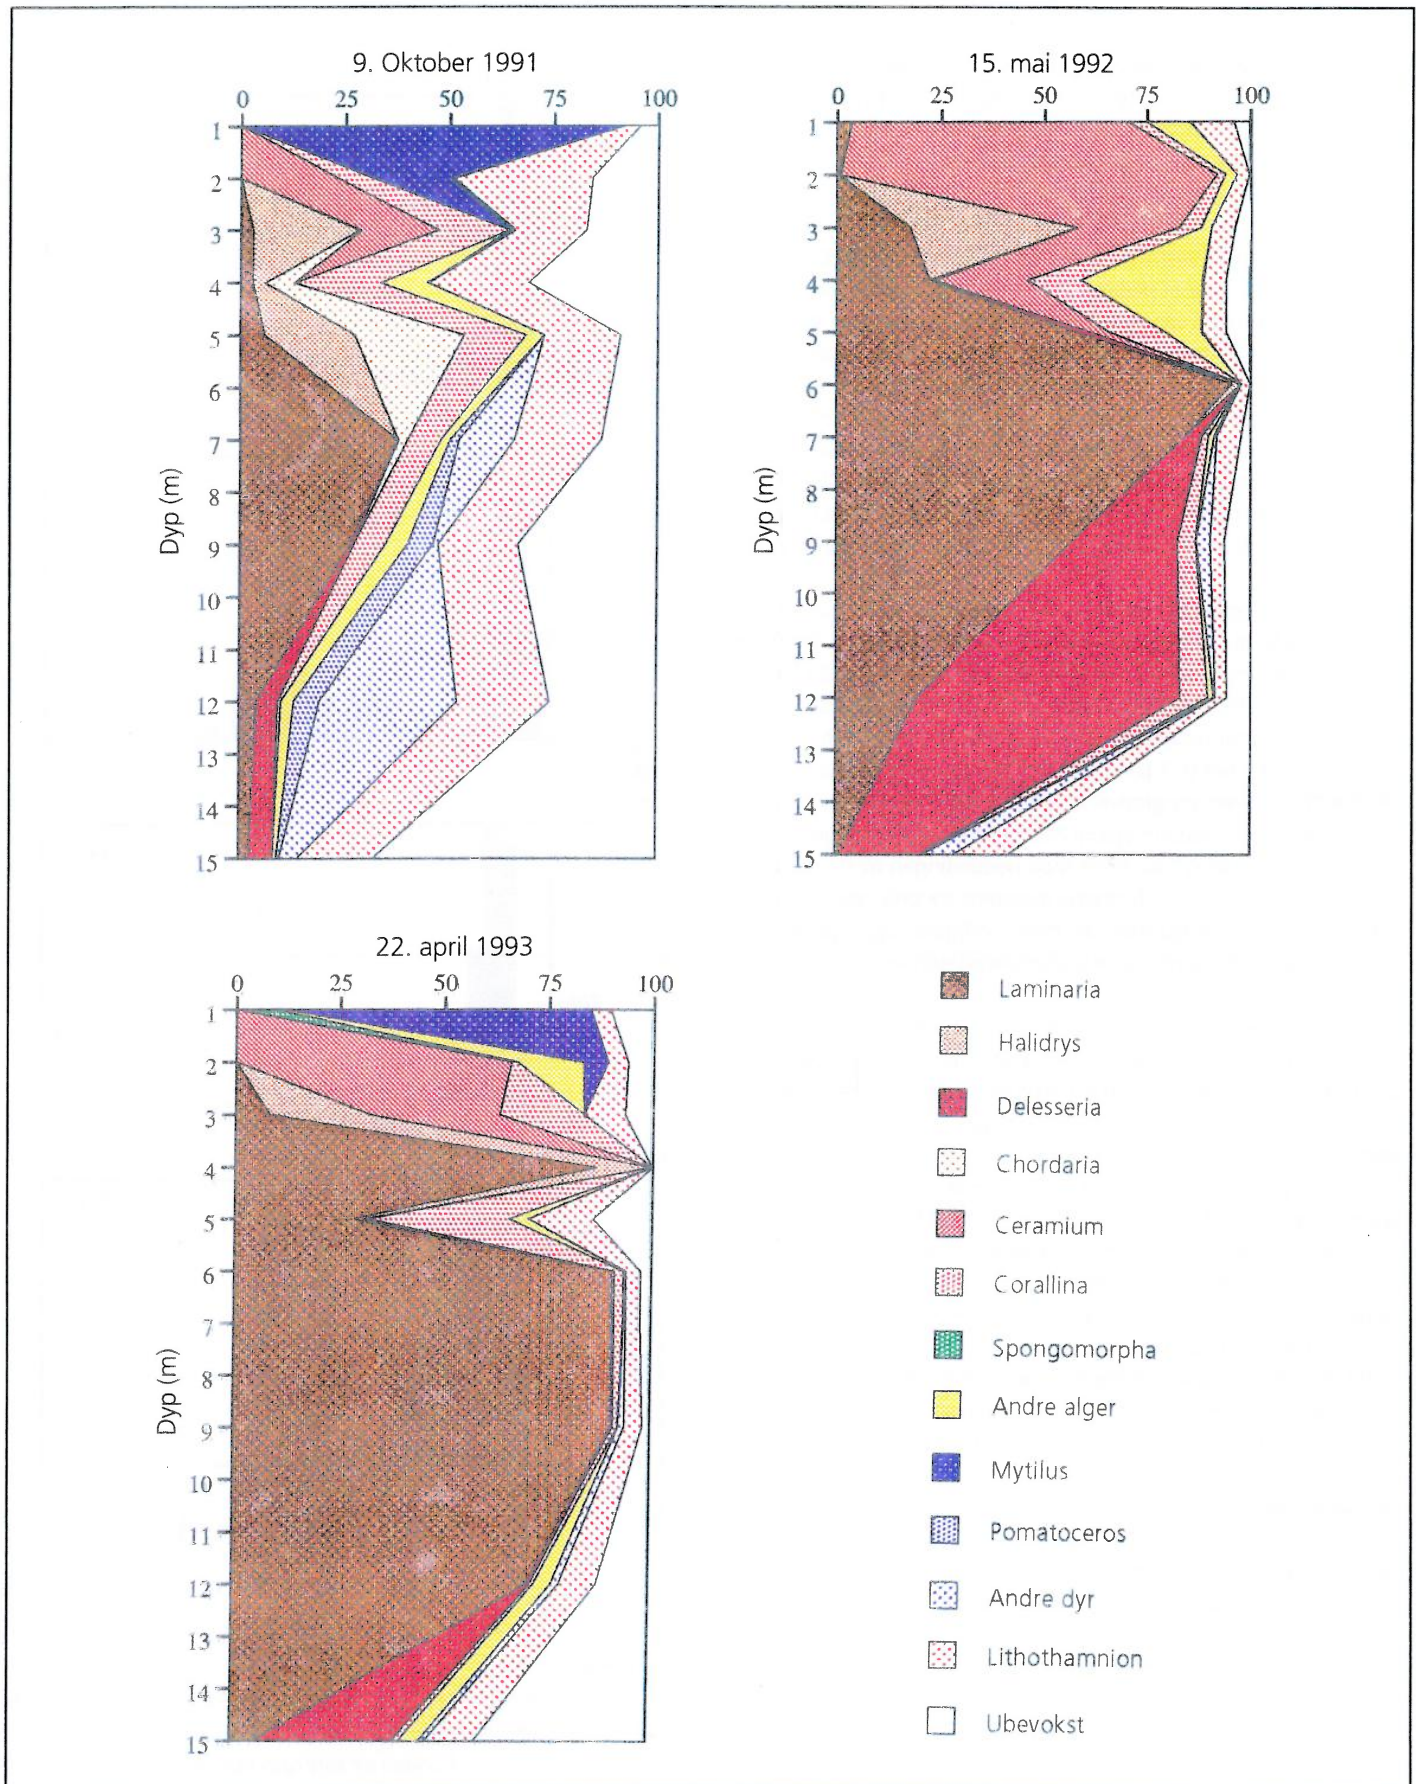 9. Oktober 1991
0 25 50 75 100
1
2
3
4
5
6
7
8
9
10
11
12
13
14
15
Dyp (m)
15. mai 1992
0 25 50 75 100
1
2
3
4
5
6
7
8
9
10
11
12
13
14
15
Dyp (m)
22. april 1993
0 25 50 75 100
1
2
3
4
5
6
7
8
9
10
11
12
13
14
15
Dyp (m)
Laminaria
Halidrys
Delesseria
Chordaria
Ceramium
Corallina
Spongomorpha
Andre alger
Mytilus
Pomatoceros
Andre dyr
Lithothamnion
Ubevokst